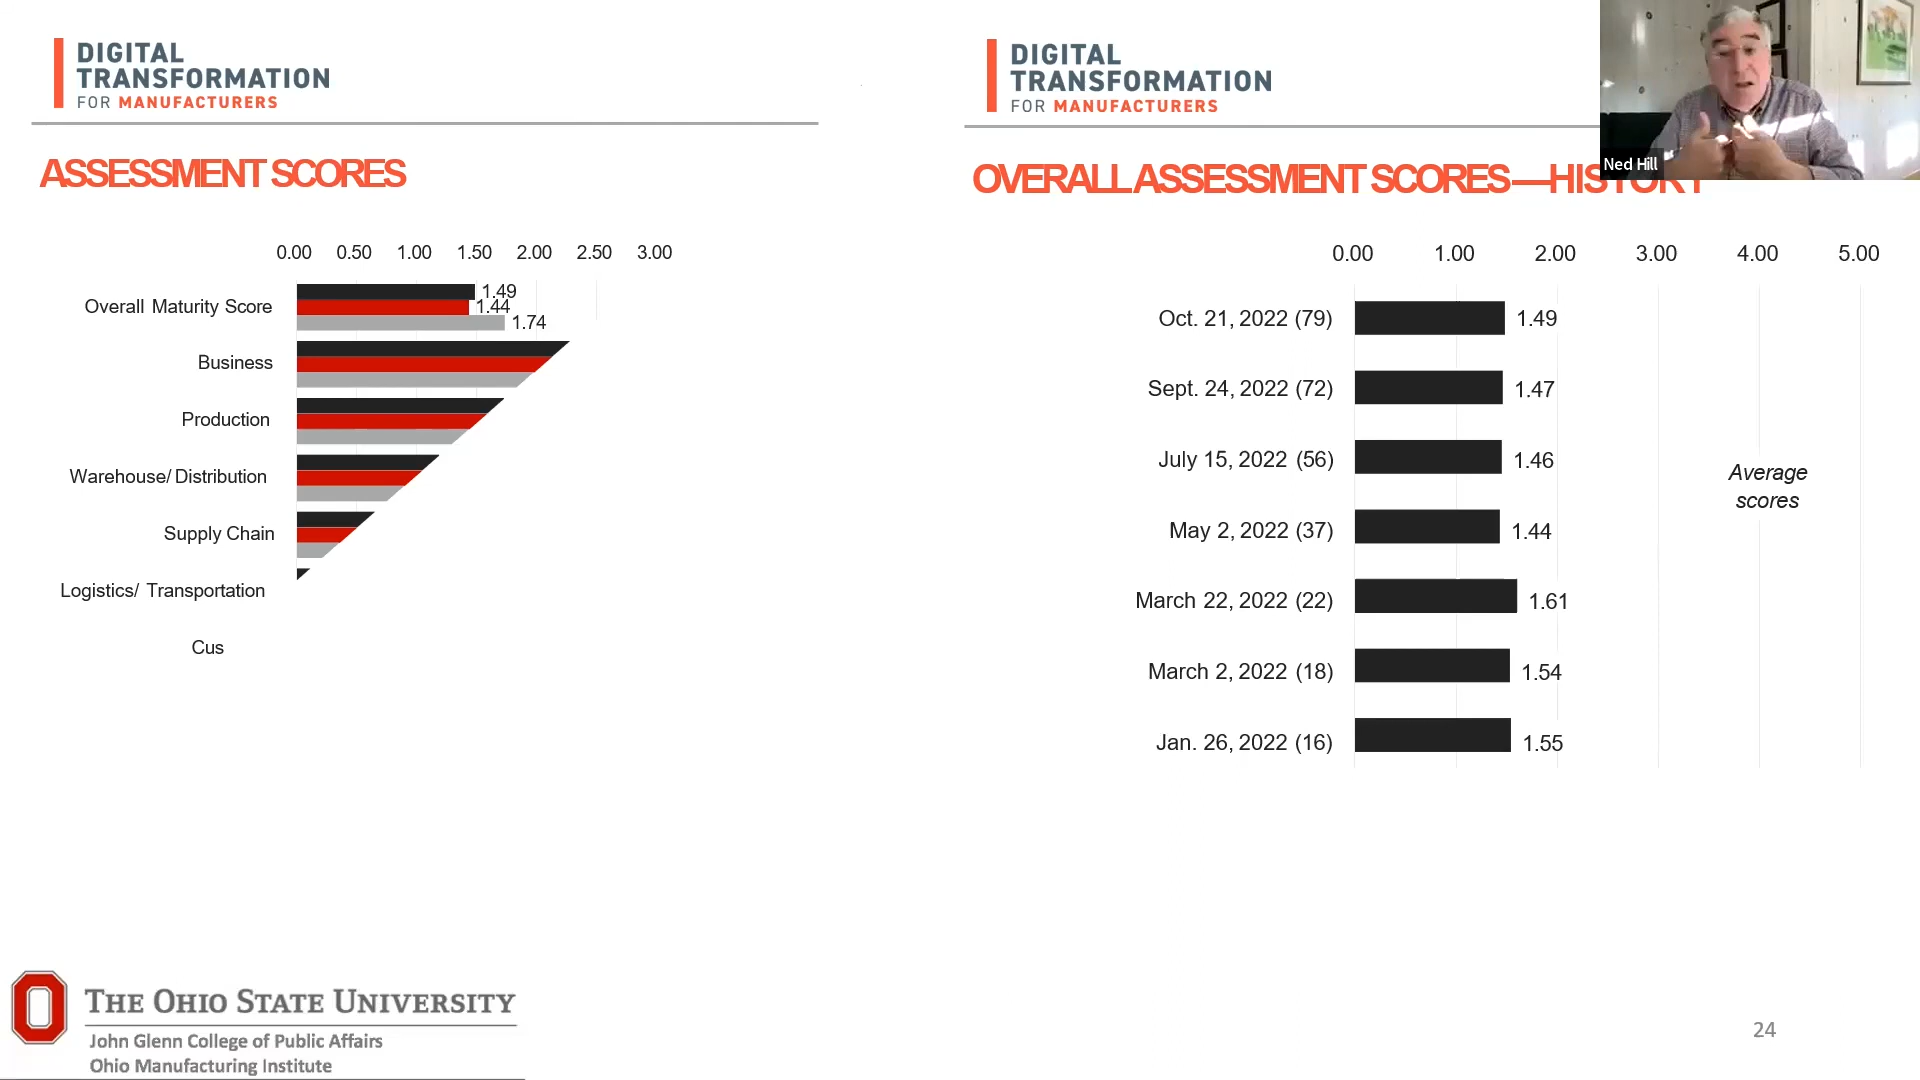 DIGITAL
TRANSFORMATION
FOR MANUFACTURERS
ASSESSMENT SCORES
0.00 0.50 1.00 1.50 2.00 2.50 3.00
Overall Maturity Score
1.49
1.44
1.74
Business
Production
Warehouse/ Distribution
Supply Chain
Logistics/ Transportation
Cus
THE OHIO STATE UNIVERSITY
John Glenn College of Public Affairs
Ohio Manufacturing Institute
DIGITAL
TRANSFORMATION
FOR MANUFACTURERS
Ned Hill
OVERALL ASSESSMENT SCORES—HISTORY
0.00 1.00 2.00 3.00 4.00 5.00
Oct. 21, 2022 (79) 1.49
Sept. 24, 2022 (72) 1.47
July 15, 2022 (56) 1.46
May 2, 2022 (37) 1.44
March 22, 2022 (22) 1.61
March 2, 2022 (18) 1.54
Jan. 26, 2022 (16) 1.55
Average
scores
24